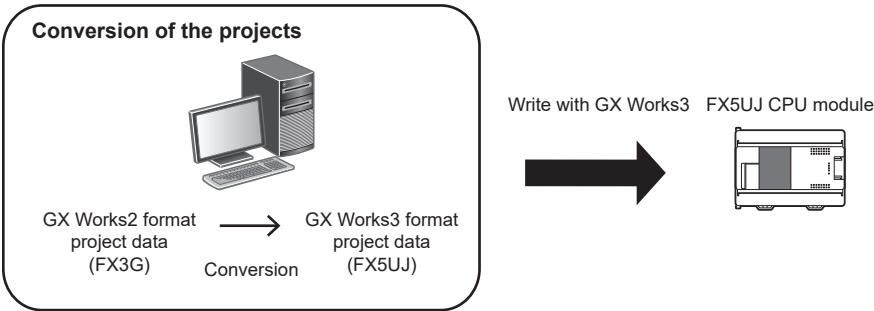 Conversion of the projects
Write with GX Works3
FX5UJ CPU module
GX Works2 format
project data
(FX3G)
Conversion
GX Works3 format
project data
(FX5UJ)